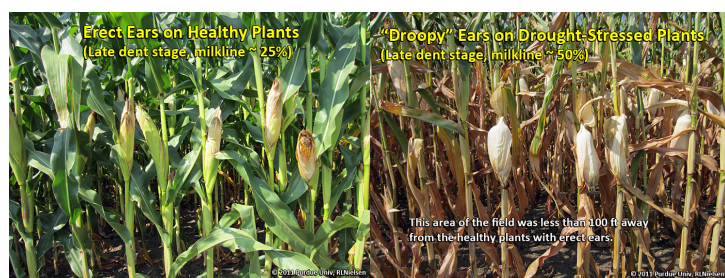 Erect Ears on Healthy Plants
(Late dent stage, milkline ~ 25%)
© 2011 Purdue Univ, RLNielsen
“Droopy” Ears on Drought-Stressed Plants
(Late dent stage, milkline ~ 50%)
This area of the field was less than 100 ft away
from the healthy plants with erect ears.
© 2011 Purdue Univ, RLNielsen